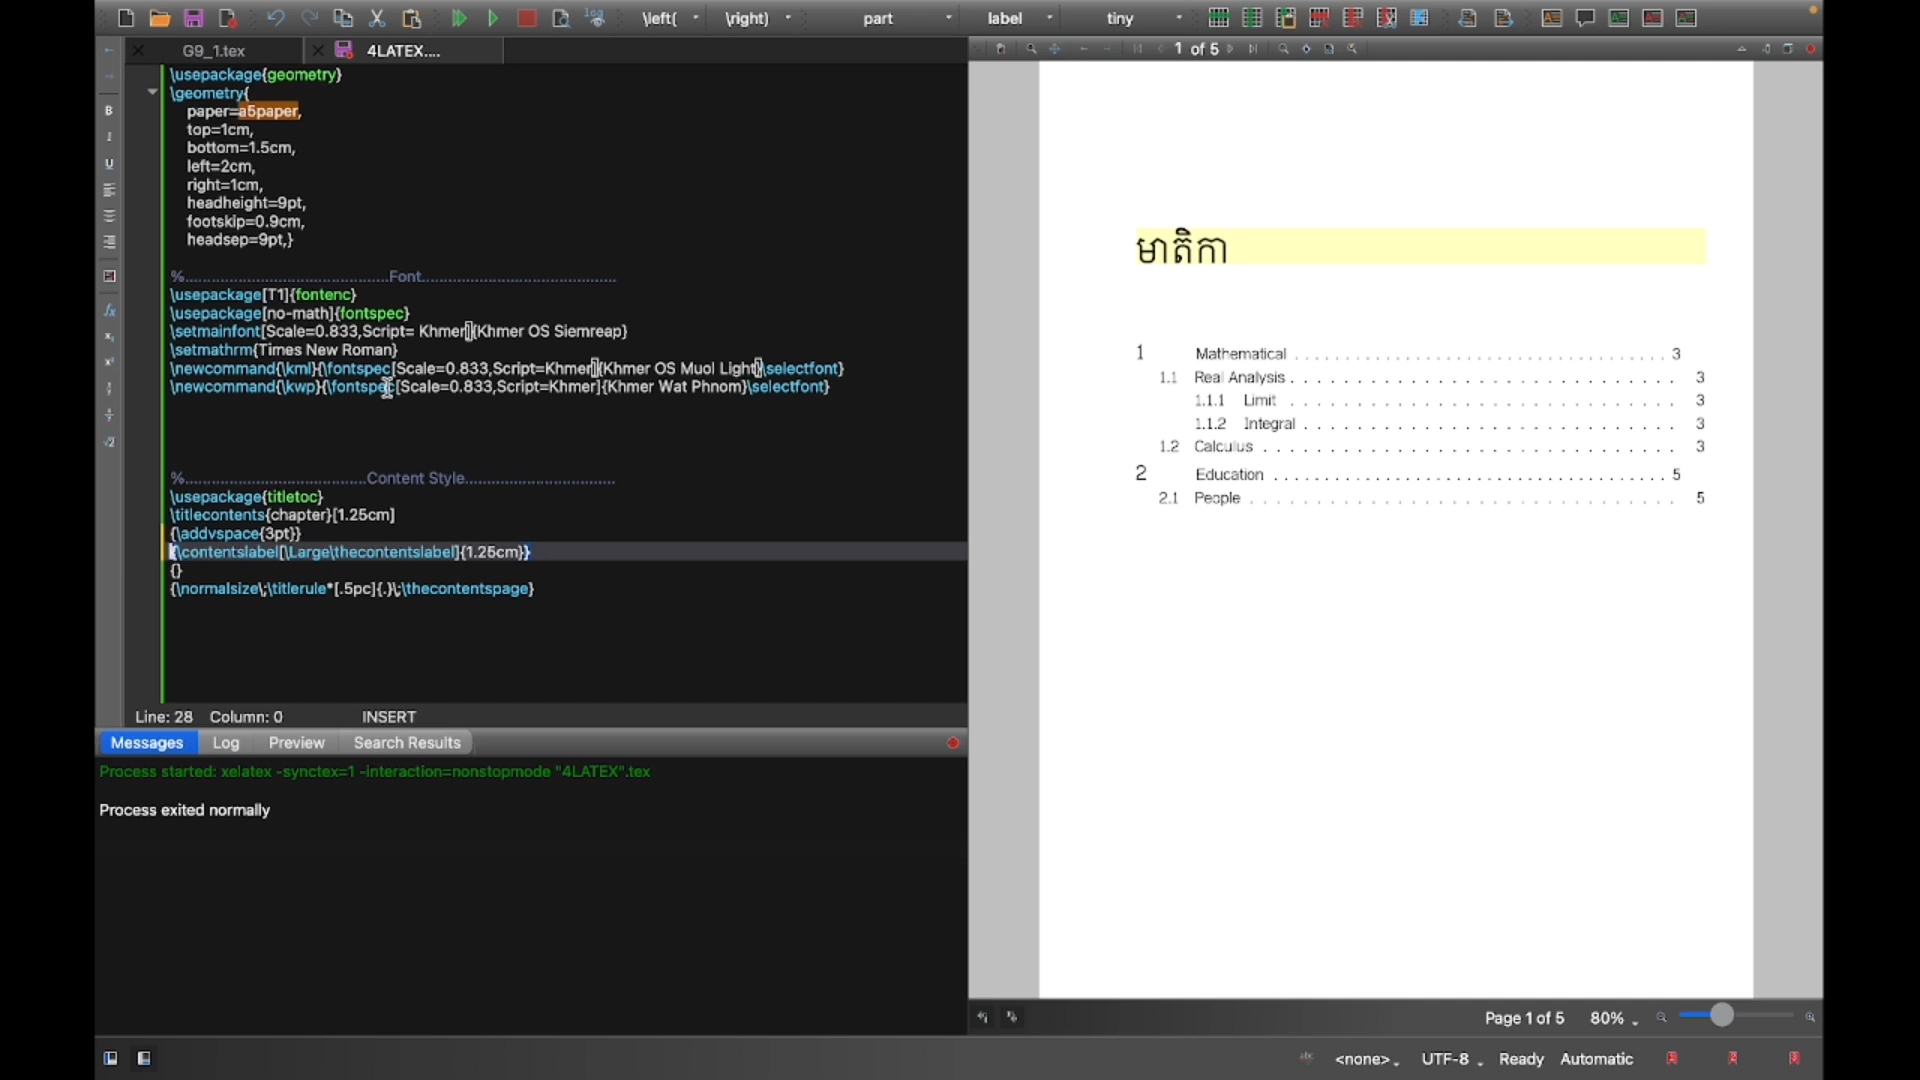 \left( \right) part label tiny
G9_1.tex 4LATEX....
1 of 5
\usepackage{geometry}
\geometry{
paper=a5paper,
top=1cm,
bottom=1.5cm,
left=2cm,
right=1cm,
headheight=9pt,
footskip=0.9cm,
headsep=9pt,}
%................................................Font..............................................
\usepackage[T1]{fontenc}
\usepackage[no-math]{fontspec}
\setmainfont[Scale=0.833,Script= Khmer]{Khmer OS Siemreap}
\setmathrm{Times New Roman}
\newcommand{\kml}{\fontspec[Scale=0.833,Script=Khmer]{Khmer OS Muol Light}\selectfont}
\newcommand{\kwp}{\fontspec[Scale=0.833,Script=Khmer]{Khmer Wat Phnom}\selectfont}
%...........................................Content Style...................................
\usepackage{titletoc}
\titlecontents{chapter}[1.25cm]
{\addvspace{3pt}}
{\contentslabel[\Large\thecontentslabel]{1.25cm}}
{}
{\normalsize\;\titlerule*[.5pc]{.}\;\thecontentspage}
Line: 28 Column: 0 INSERT
Messages Log Preview Search Results
Process started: xelatex -synctex=1 -interaction=nonstopmode "4LATEX".tex
Process exited normally
មាតិកា
1 Mathematical . . . . . . . . . . . . . . . . . . . . . . . . . . . . . . . . . . . . . . . 3
1.1 Real Analysis . . . . . . . . . . . . . . . . . . . . . . . . . . . . . 3
1.1.1 Limit . . . . . . . . . . . . . . . . . . . . . . . . . . . . . 3
1.1.2 Integral . . . . . . . . . . . . . . . . . . . . . . . . . . . . 3
1.2 Calculus . . . . . . . . . . . . . . . . . . . . . . . . . . . . . . . 3
2 Education . . . . . . . . . . . . . . . . . . . . . . . . . . . . . . . . . . . . . . . . . 5
2.1 People . . . . . . . . . . . . . . . . . . . . . . . . . . . . . . . . 5
Page 1 of 5 80%
<none> UTF-8 Ready Automatic